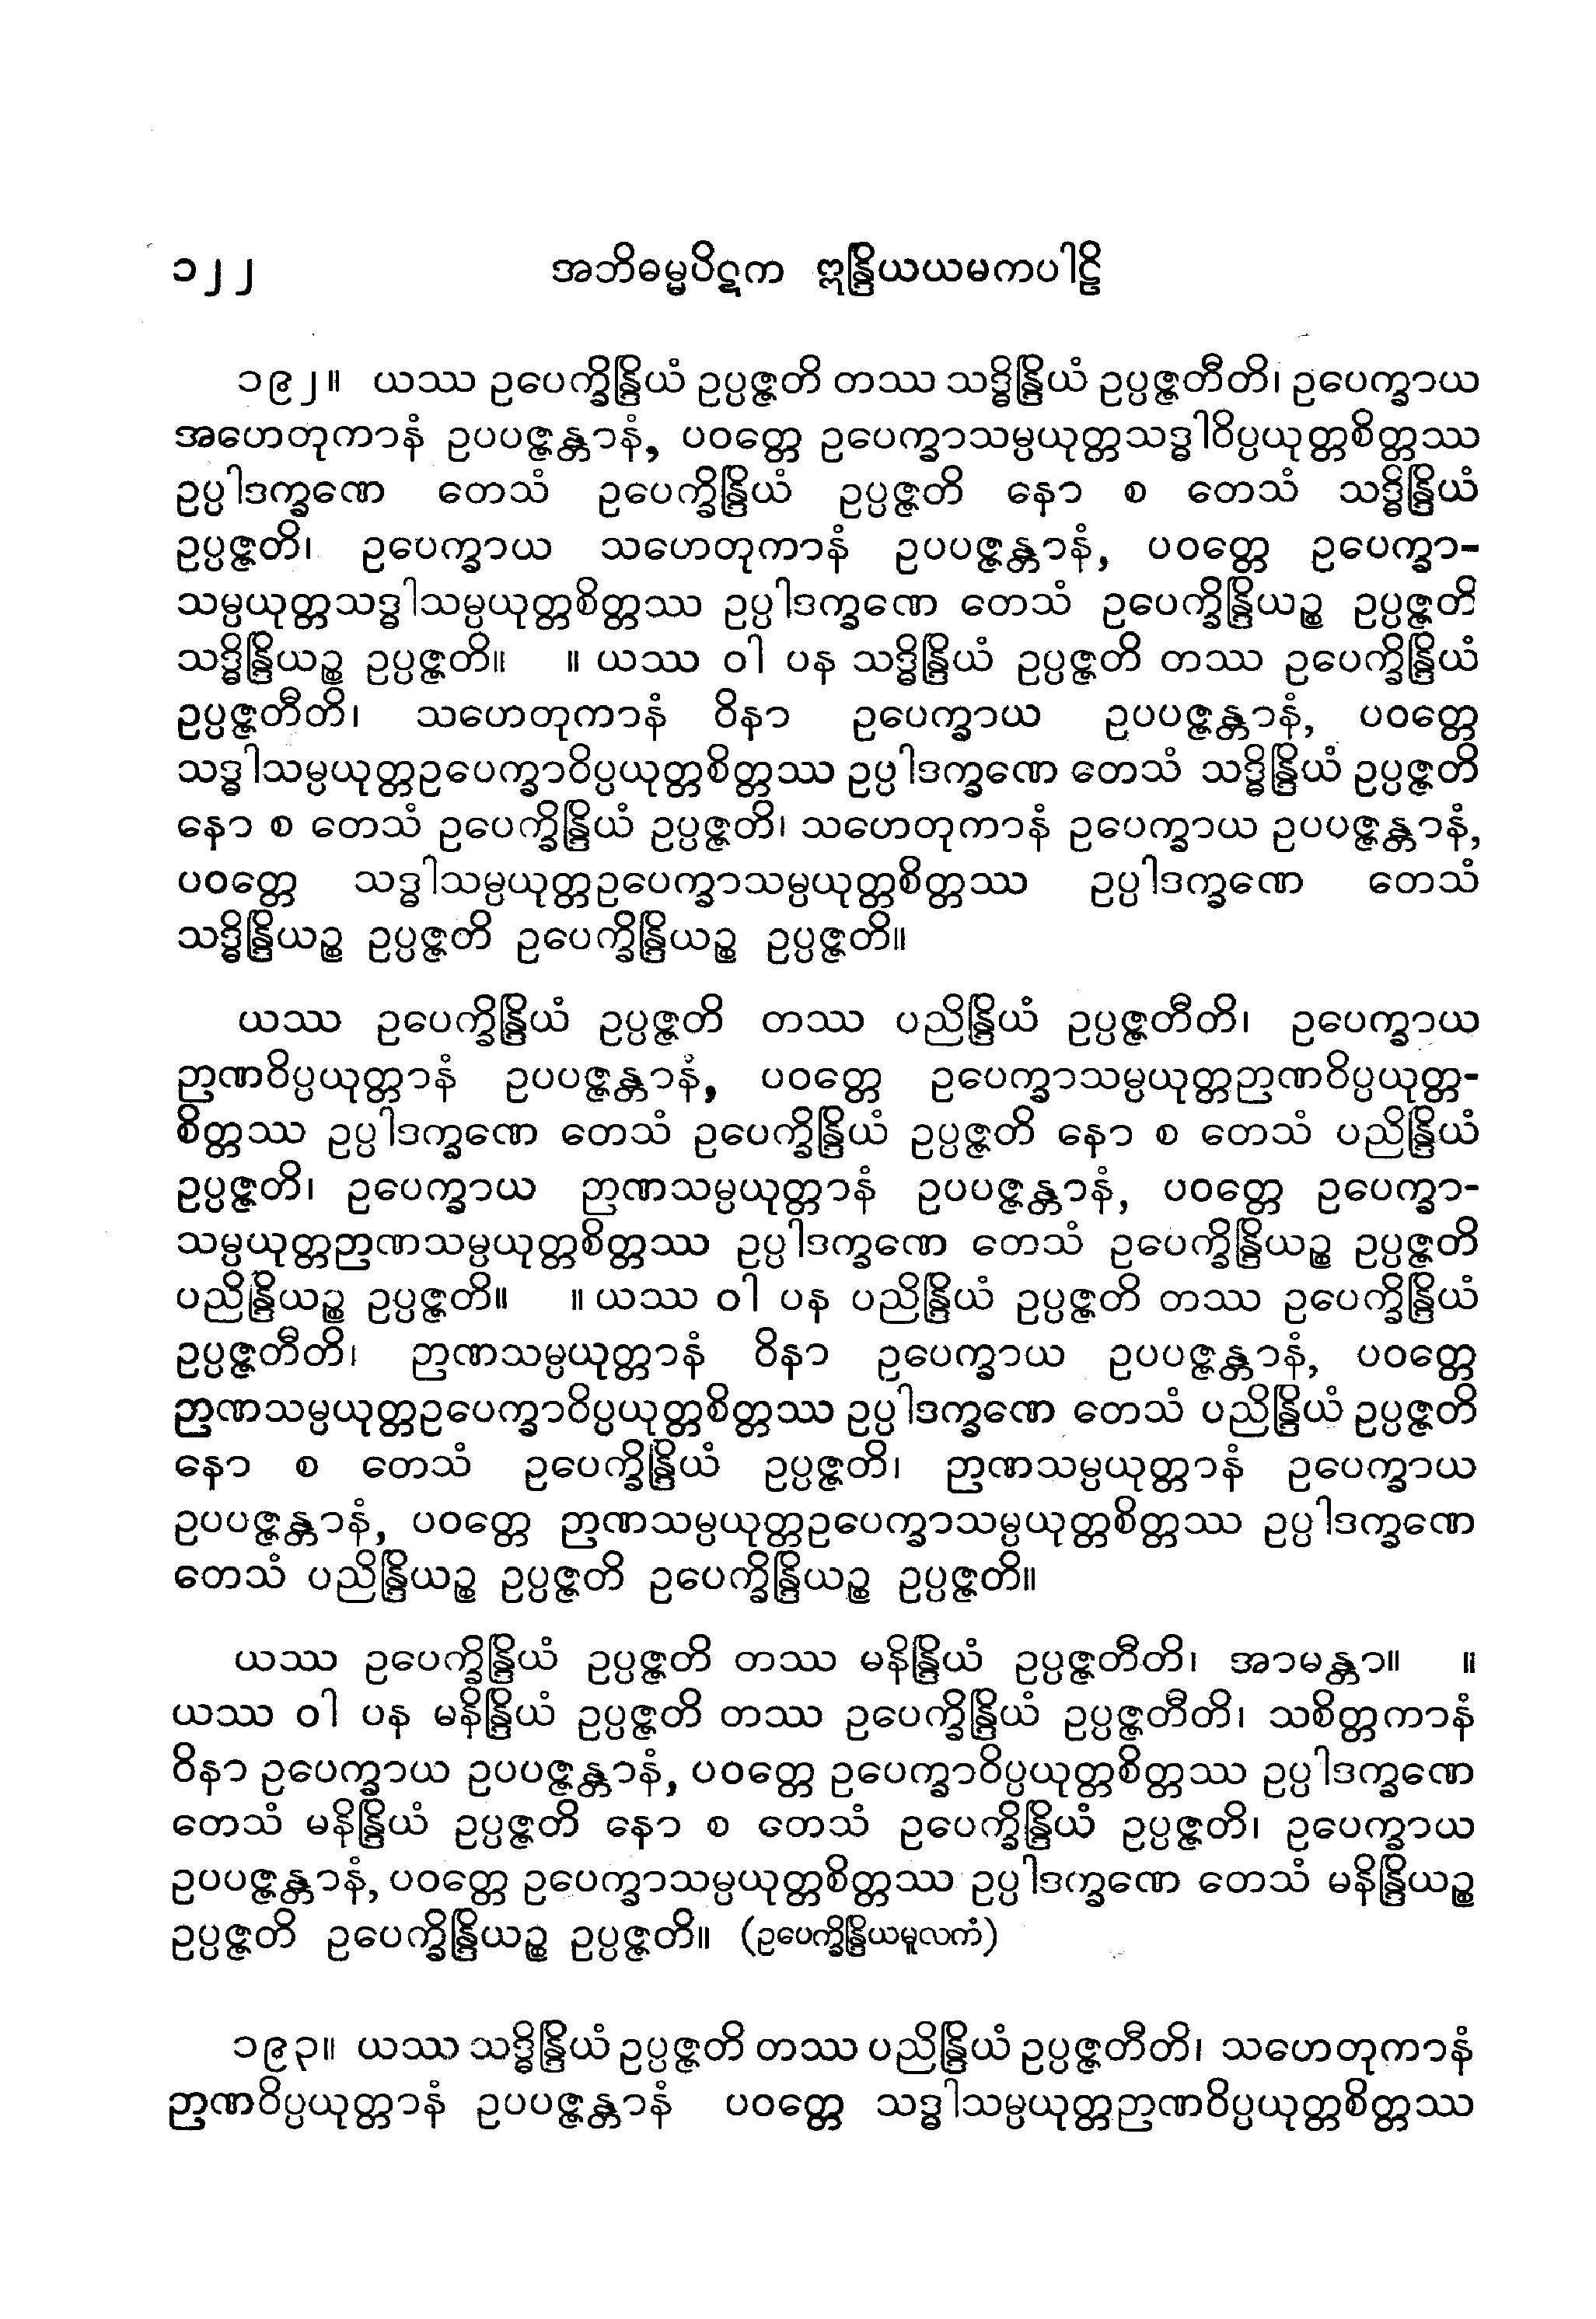 ၁၂၂ အဘိဓမ္မပိဋက ဣန္ဒြိယယမကပါဠိ
၁၉၂။ ယဿ ဥပေက္ခိန္ဒြိယံ ဥပ္ပဇ္ဇတိ တဿ သဒ္ဓိန္ဒြိယံ ဥပ္ပဇ္ဇတီတိ၊ ဥပေက္ခာယ
အဟေတုကာနံ ဥပပဇ္ဇန္တာနံ, ပဝတ္တေ ဥပေက္ခာသမ္ပယုတ္တသဒ္ဓါဝိပ္ပယုတ္တစိတ္တဿ
ဥပ္ပါဒက္ခဏေ တေသံ ဥပေက္ခိန္ဒြိယံ ဥပ္ပဇ္ဇတိ နော စ တေသံ သဒ္ဓိန္ဒြိယံ
ဥပ္ပဇ္ဇတိ၊ ဥပေက္ခာယ သဟေတုကာနံ ဥပပဇ္ဇန္တာနံ, ပဝတ္တေ ဥပေက္ခာ-
သမ္ပယုတ္တသဒ္ဓါသမ္ပယုတ္တစိတ္တဿ ဥပ္ပါဒက္ခဏေ တေသံ ဥပေက္ခိန္ဒြိယဉ္စ ဥပ္ပဇ္ဇတိ
သဒ္ဓိန္ဒြိယဉ္စ ဥပ္ပဇ္ဇတိ။ ။ ယဿ ဝါ ပန သဒ္ဓိန္ဒြိယံ ဥပ္ပဇ္ဇတိ တဿ ဥပေက္ခိန္ဒြိယံ
ဥပ္ပဇ္ဇတီတိ၊ သဟေတုကာနံ ဝိနာ ဥပေက္ခာယ ဥပပဇ္ဇန္တာနံ, ပဝတ္တေ
သဒ္ဓါသမ္ပယုတ္တဥပေက္ခာဝိပ္ပယုတ္တစိတ္တဿ ဥပ္ပါဒက္ခဏေ တေသံ သဒ္ဓိန္ဒြိယံ ဥပ္ပဇ္ဇတိ
နော စ တေသံ ဥပေက္ခိန္ဒြိယံ ဥပ္ပဇ္ဇတိ၊ သဟေတုကာနံ ဥပေက္ခာယ ဥပပဇ္ဇန္တာနံ,
ပဝတ္တေ သဒ္ဓါသမ္ပယုတ္တဥပေက္ခာသမ္ပယုတ္တစိတ္တဿ ဥပ္ပါဒက္ခဏေ တေသံ
သဒ္ဓိန္ဒြိယဉ္စ ဥပ္ပဇ္ဇတိ ဥပေက္ခိန္ဒြိယဉ္စ ဥပ္ပဇ္ဇတိ။
ယဿ ဥပေက္ခိန္ဒြိယံ ဥပ္ပဇ္ဇတိ တဿ ပညိန္ဒြိယံ ဥပ္ပဇ္ဇတီတိ၊ ဥပေက္ခာယ
ဉာဏဝိပ္ပယုတ္တာနံ ဥပပဇ္ဇန္တာနံ, ပဝတ္တေ ဥပေက္ခာသမ္ပယုတ္တဉာဏဝိပ္ပယုတ္တ-
စိတ္တဿ ဥပ္ပါဒက္ခဏေ တေသံ ဥပေက္ခိန္ဒြိယံ ဥပ္ပဇ္ဇတိ နော စ တေသံ ပညိန္ဒြိယံ
ဥပ္ပဇ္ဇတိ၊ ဥပေက္ခာယ ဉာဏသမ္ပယုတ္တာနံ ဥပပဇ္ဇန္တာနံ, ပဝတ္တေ ဥပေက္ခာ-
သမ္ပယုတ္တဉာဏသမ္ပယုတ္တစိတ္တဿ ဥပ္ပါဒက္ခဏေ တေသံ ဥပေက္ခိန္ဒြိယဉ္စ ဥပ္ပဇ္ဇတိ
ပညိန္ဒြိယဉ္စ ဥပ္ပဇ္ဇတိ။ ။ ယဿ ဝါ ပန ပညိန္ဒြိယံ ဥပ္ပဇ္ဇတိ တဿ ဥပေက္ခိန္ဒြိယံ
ဥပ္ပဇ္ဇတီတိ၊ ဉာဏသမ္ပယုတ္တာနံ ဝိနာ ဥပေက္ခာယ ဥပပဇ္ဇန္တာနံ, ပဝတ္တေ
ဉာဏသမ္ပယုတ္တဥပေက္ခာဝိပ္ပယုတ္တစိတ္တဿ ဥပ္ပါဒက္ခဏေ တေသံ ပညိန္ဒြိယံ ဥပ္ပဇ္ဇတိ
နော စ တေသံ ဥပေက္ခိန္ဒြိယံ ဥပ္ပဇ္ဇတိ၊ ဉာဏသမ္ပယုတ္တာနံ ဥပေက္ခာယ
ဥပပဇ္ဇန္တာနံ, ပဝတ္တေ ဉာဏသမ္ပယုတ္တဥပေက္ခာသမ္ပယုတ္တစိတ္တဿ ဥပ္ပါဒက္ခဏေ
တေသံ ပညိန္ဒြိယဉ္စ ဥပ္ပဇ္ဇတိ ဥပေက္ခိန္ဒြိယဉ္စ ဥပ္ပဇ္ဇတိ။
ယဿ ဥပေက္ခိန္ဒြိယံ ဥပ္ပဇ္ဇတိ တဿ မနိန္ဒြိယံ ဥပ္ပဇ္ဇတီတိ၊ အာမန္တာ။ ။
ယဿ ဝါ ပန မနိန္ဒြိယံ ဥပ္ပဇ္ဇတိ တဿ ဥပေက္ခိန္ဒြိယံ ဥပ္ပဇ္ဇတီတိ၊ သစိတ္တကာနံ
ဝိနာ ဥပေက္ခာယ ဥပပဇ္ဇန္တာနံ, ပဝတ္တေ ဥပေက္ခာဝိပ္ပယုတ္တစိတ္တဿ ဥပ္ပါဒက္ခဏေ
တေသံ မနိန္ဒြိယံ ဥပ္ပဇ္ဇတိ နော စ တေသံ ဥပေက္ခိန္ဒြိယံ ဥပ္ပဇ္ဇတိ၊ ဥပေက္ခာယ
ဥပပဇ္ဇန္တာနံ, ပဝတ္တေ ဥပေက္ခာသမ္ပယုတ္တစိတ္တဿ ဥပ္ပါဒက္ခဏေ တေသံ မနိန္ဒြိယဉ္စ
ဥပ္ပဇ္ဇတိ ဥပေက္ခိန္ဒြိယဉ္စ ဥပ္ပဇ္ဇတိ။ (ဥပေက္ခိန္ဒြိယမူလကံ)
၁၉၃။ ယဿ သဒ္ဓိန္ဒြိယံ ဥပ္ပဇ္ဇတိ တဿ ပညိန္ဒြိယံ ဥပ္ပဇ္ဇတီတိ၊ သဟေတုကာနံ
ဉာဏဝိပ္ပယုတ္တာနံ ဥပပဇ္ဇန္တာနံ ပဝတ္တေ သဒ္ဓါသမ္ပယုတ္တဉာဏဝိပ္ပယုတ္တစိတ္တဿ